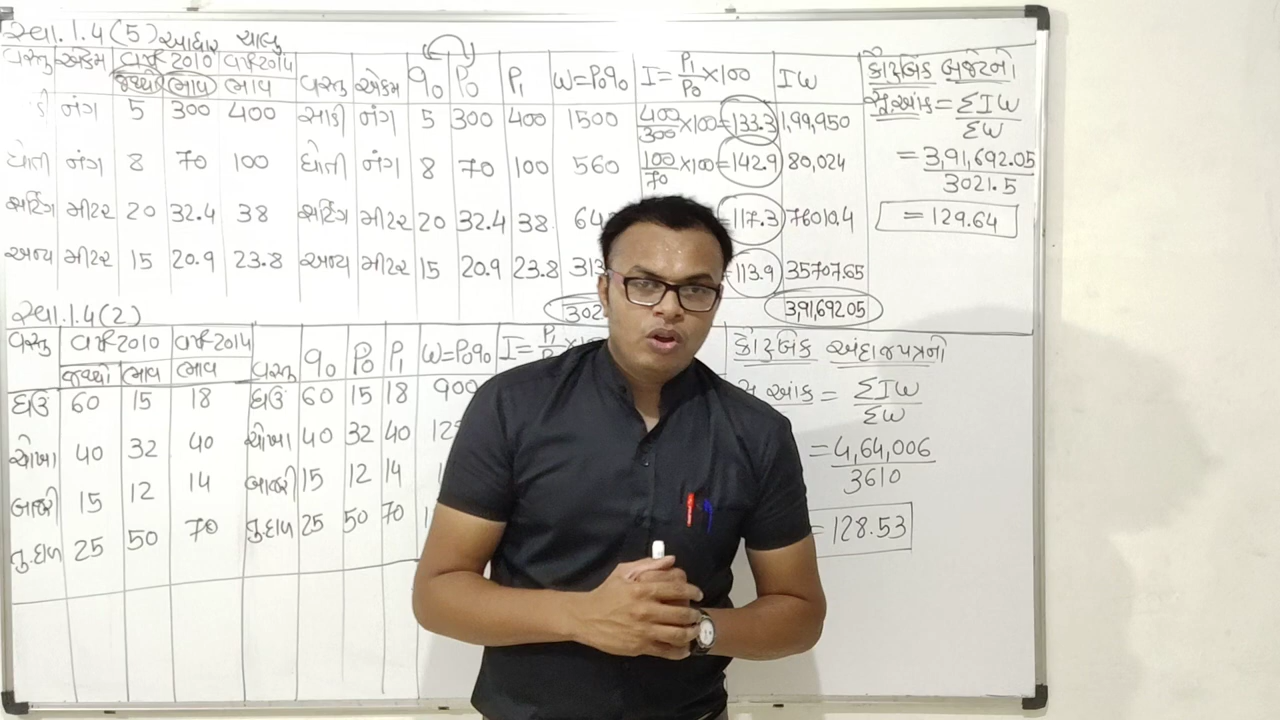 સ્વા.1.4(5) આધાર ચાલુ
વસ્તુ એકમ વર્ષ 2010 વર્ષ 2014 વસ્તુ એકમ q0 P0 P1 W=P0q0 I=P1/P0×100 IW
જથ્થો ભાવ ભાવ
ડી નંગ 5 300 400 સાડી નંગ 5 300 400 1500 400/300×100=133.3 1,99,950
ધોતી નંગ 8 70 100 ધોતી નંગ 8 70 100 560 100/70×100=142.9 80,024
શર્ટિંગ મીટર 20 32.4 38 શર્ટિંગ મીટર 20 32.4 38 64 =117.3 76010.4
અન્ય મીટર 15 20.9 23.8 અન્ય મીટર 15 20.9 23.8 313 =113.9 35707.65
302 3,91,692.05
કૌટુંબિક બજેટનો
સૂ.આંક = ΣIW/ΣW
= 3,91,692.05/3021.5
= 129.64
સ્વા.1.4(2)
વસ્તુ વર્ષ 2010 વર્ષ 2014 વસ્તુ q0 P0 P1 W=P0q0 I=P1/
જથ્થો ભાવ ભાવ
ઘઉં 60 15 18 ઘઉં 60 15 18 900
ચોખા 40 32 40 ચોખા 40 32 40 12
બાજરી 15 12 14 બાજરી 15 12 14 1
તુ.દાળ 25 50 70 તુ.દાળ 25 50 70 1
કૌટુંબિક અંદાજપત્રનો
સૂ.આંક = ΣIW/ΣW
= 4,64,006/3610
= 128.53